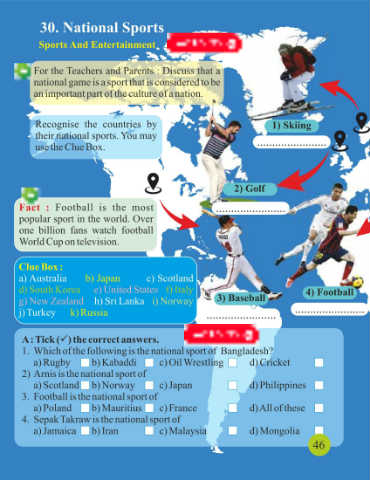 30. National Sports
Sports And Entertainment
For the Teachers and Parents : Discuss that a
national game is a sport that is considered to be
an important part of the culture of a nation.
Recognise the countries by
their national sports. You may
use the Clue Box.
1) Skiing
2) Golf
Fact : Football is the most
popular sport in the world. Over
one billion fans watch football
World Cup on television.
Clue Box :
a) Australia b) Japan c) Scotland
d) South Korea e) United States f) Italy
g) New Zealand h) Sri Lanka i) Norway
j) Turkey k) Russia
3) Baseball
4) Football
A : Tick (✓) the correct answers.
1. Which of the following is the national sport of Bangladesh?
a) Rugby b) Kabaddi c) Oil Wrestling d) Cricket
2) Arnis is the national sport of
a) Scotland b) Norway c) Japan d) Philippines
3. Football is the national sport of
a) Poland b) Mauritius c) France d) All of these
4. Sepak Takraw is the national sport of
a) Jamaica b) Iran c) Malaysia d) Mongolia
46